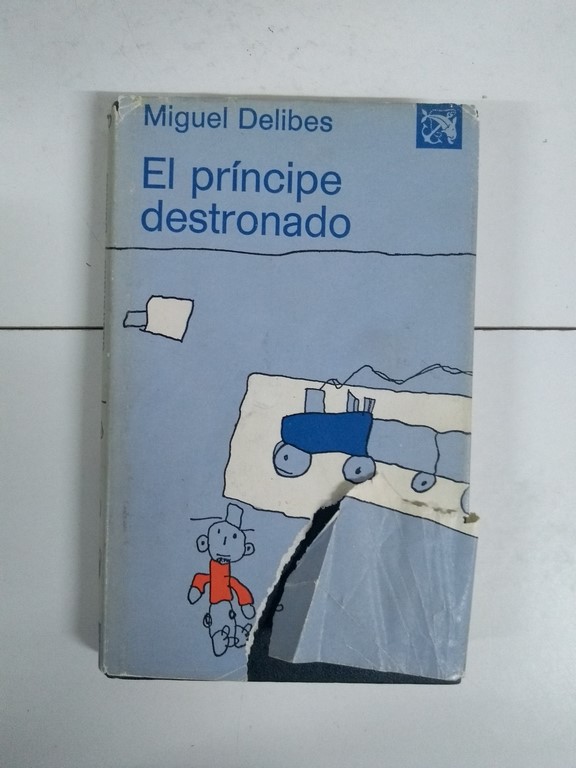 Miguel Delibes
El príncipe
destronado